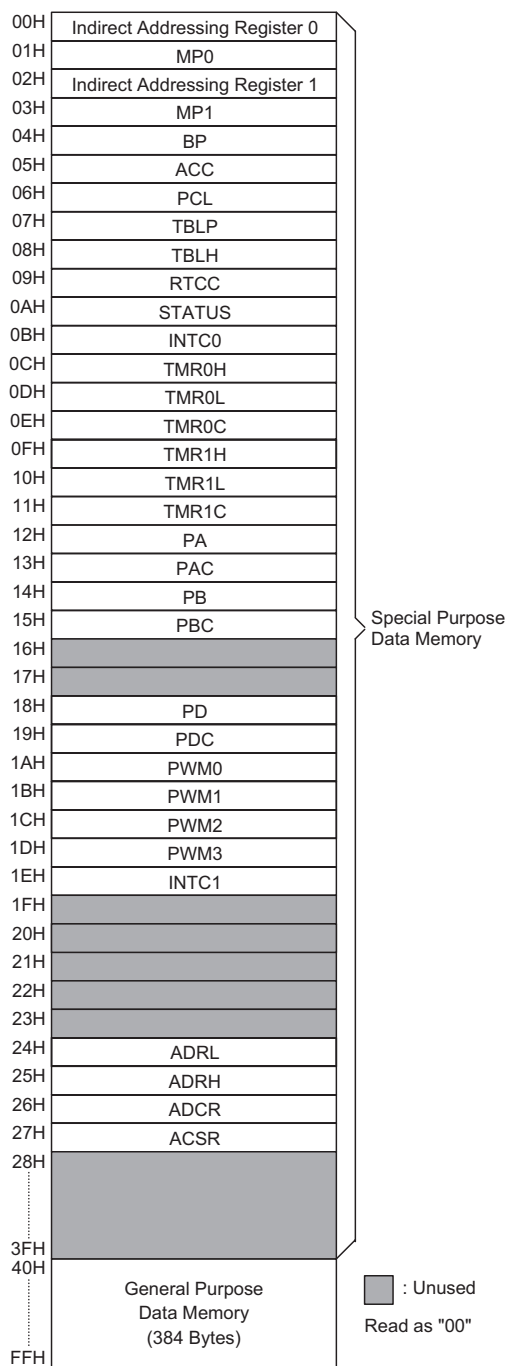 00H Indirect Addressing Register 0
01H MP0
02H Indirect Addressing Register 1
03H MP1
04H BP
05H ACC
06H PCL
07H TBLP
08H TBLH
09H RTCC
0AH STATUS
0BH INTC0
0CH TMR0H
0DH TMR0L
0EH TMR0C
0FH TMR1H
10H TMR1L
11H TMR1C
12H PA
13H PAC
14H PB
15H PBC
Special Purpose
Data Memory
16H
17H
18H PD
19H PDC
1AH PWM0
1BH PWM1
1CH PWM2
1DH PWM3
1EH INTC1
1FH
20H
21H
22H
23H
24H ADRL
25H ADRH
26H ADCR
27H ACSR
28H
3FH
40H
General Purpose
Data Memory
(384 Bytes)
FFH
: Unused
Read as "00"